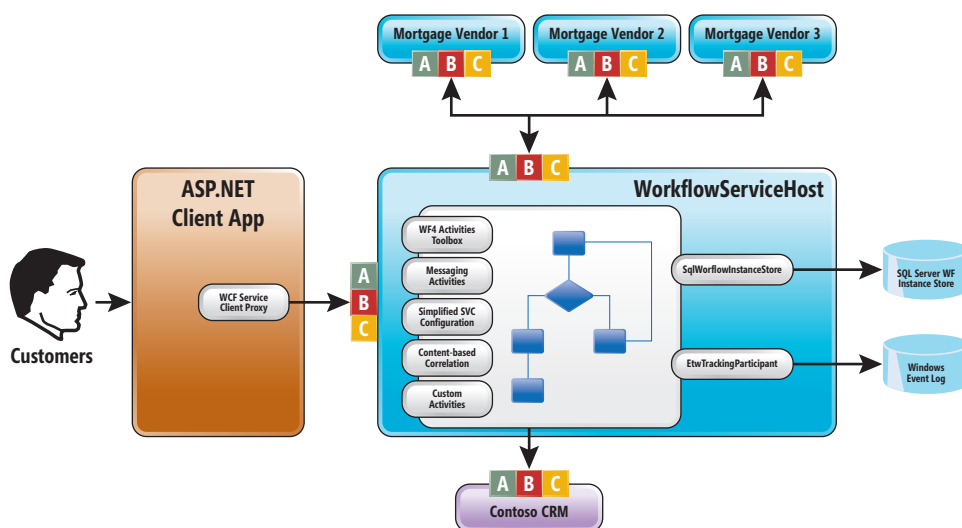 Mortgage Vendor 1
A B C
Mortgage Vendor 2
A B C
Mortgage Vendor 3
A B C
A B C
ASP.NET
Client App
WCF Service
Client Proxy
Customers
A
B
C
WorkflowServiceHost
WF4 Activities
Toolbox
Messaging
Activities
Simplified SVC
Configuration
Content-based
Correlation
Custom
Activities
SqlWorflowInstanceStore
EtwTrackingParticipant
SQL Server WF
Instance Store
Windows
Event Log
A B C
Contoso CRM